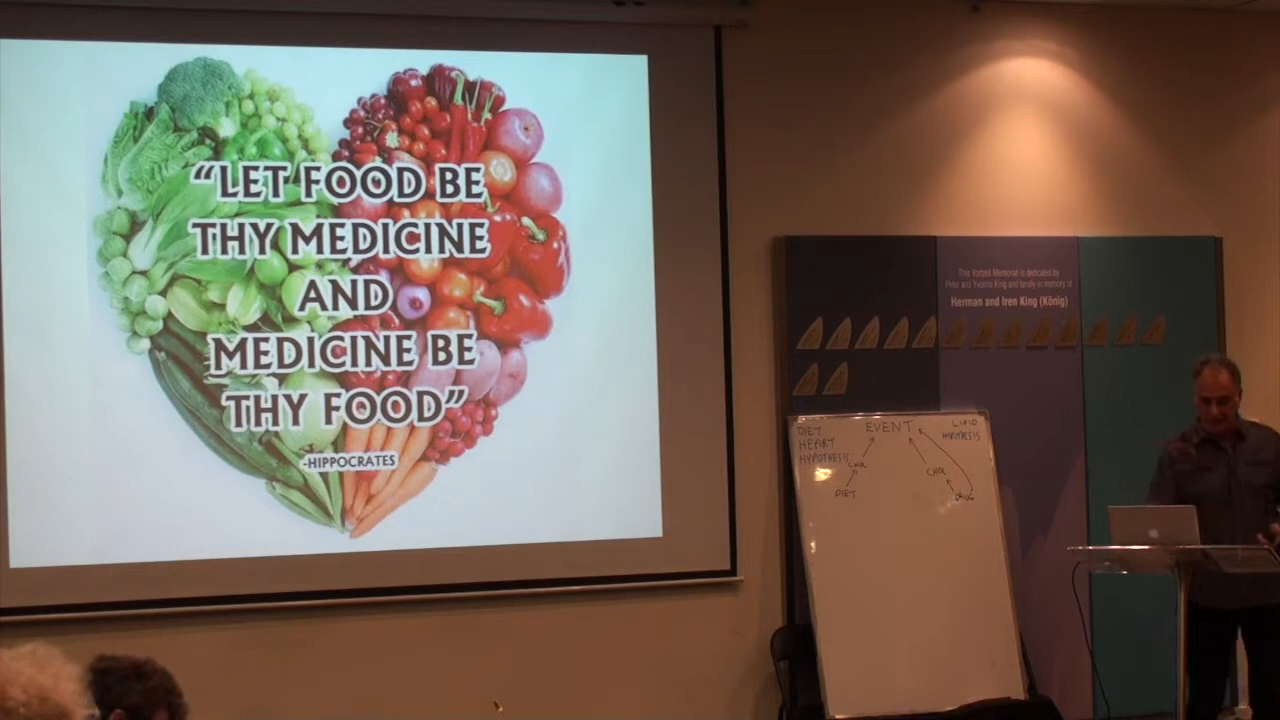 “LET FOOD BE
THY MEDICINE
AND
MEDICINE BE
THY FOOD”
-HIPPOCRATES
This Yortzeit Memorial is dedicated by
Peter and Yvonne King and family in memory of
Herman and Iren King (König)
DIET
HEART
HYPOTHESIS
EVENT
LIPID
HYPOTHESIS
CHOL
CHOL
DIET
DRUG